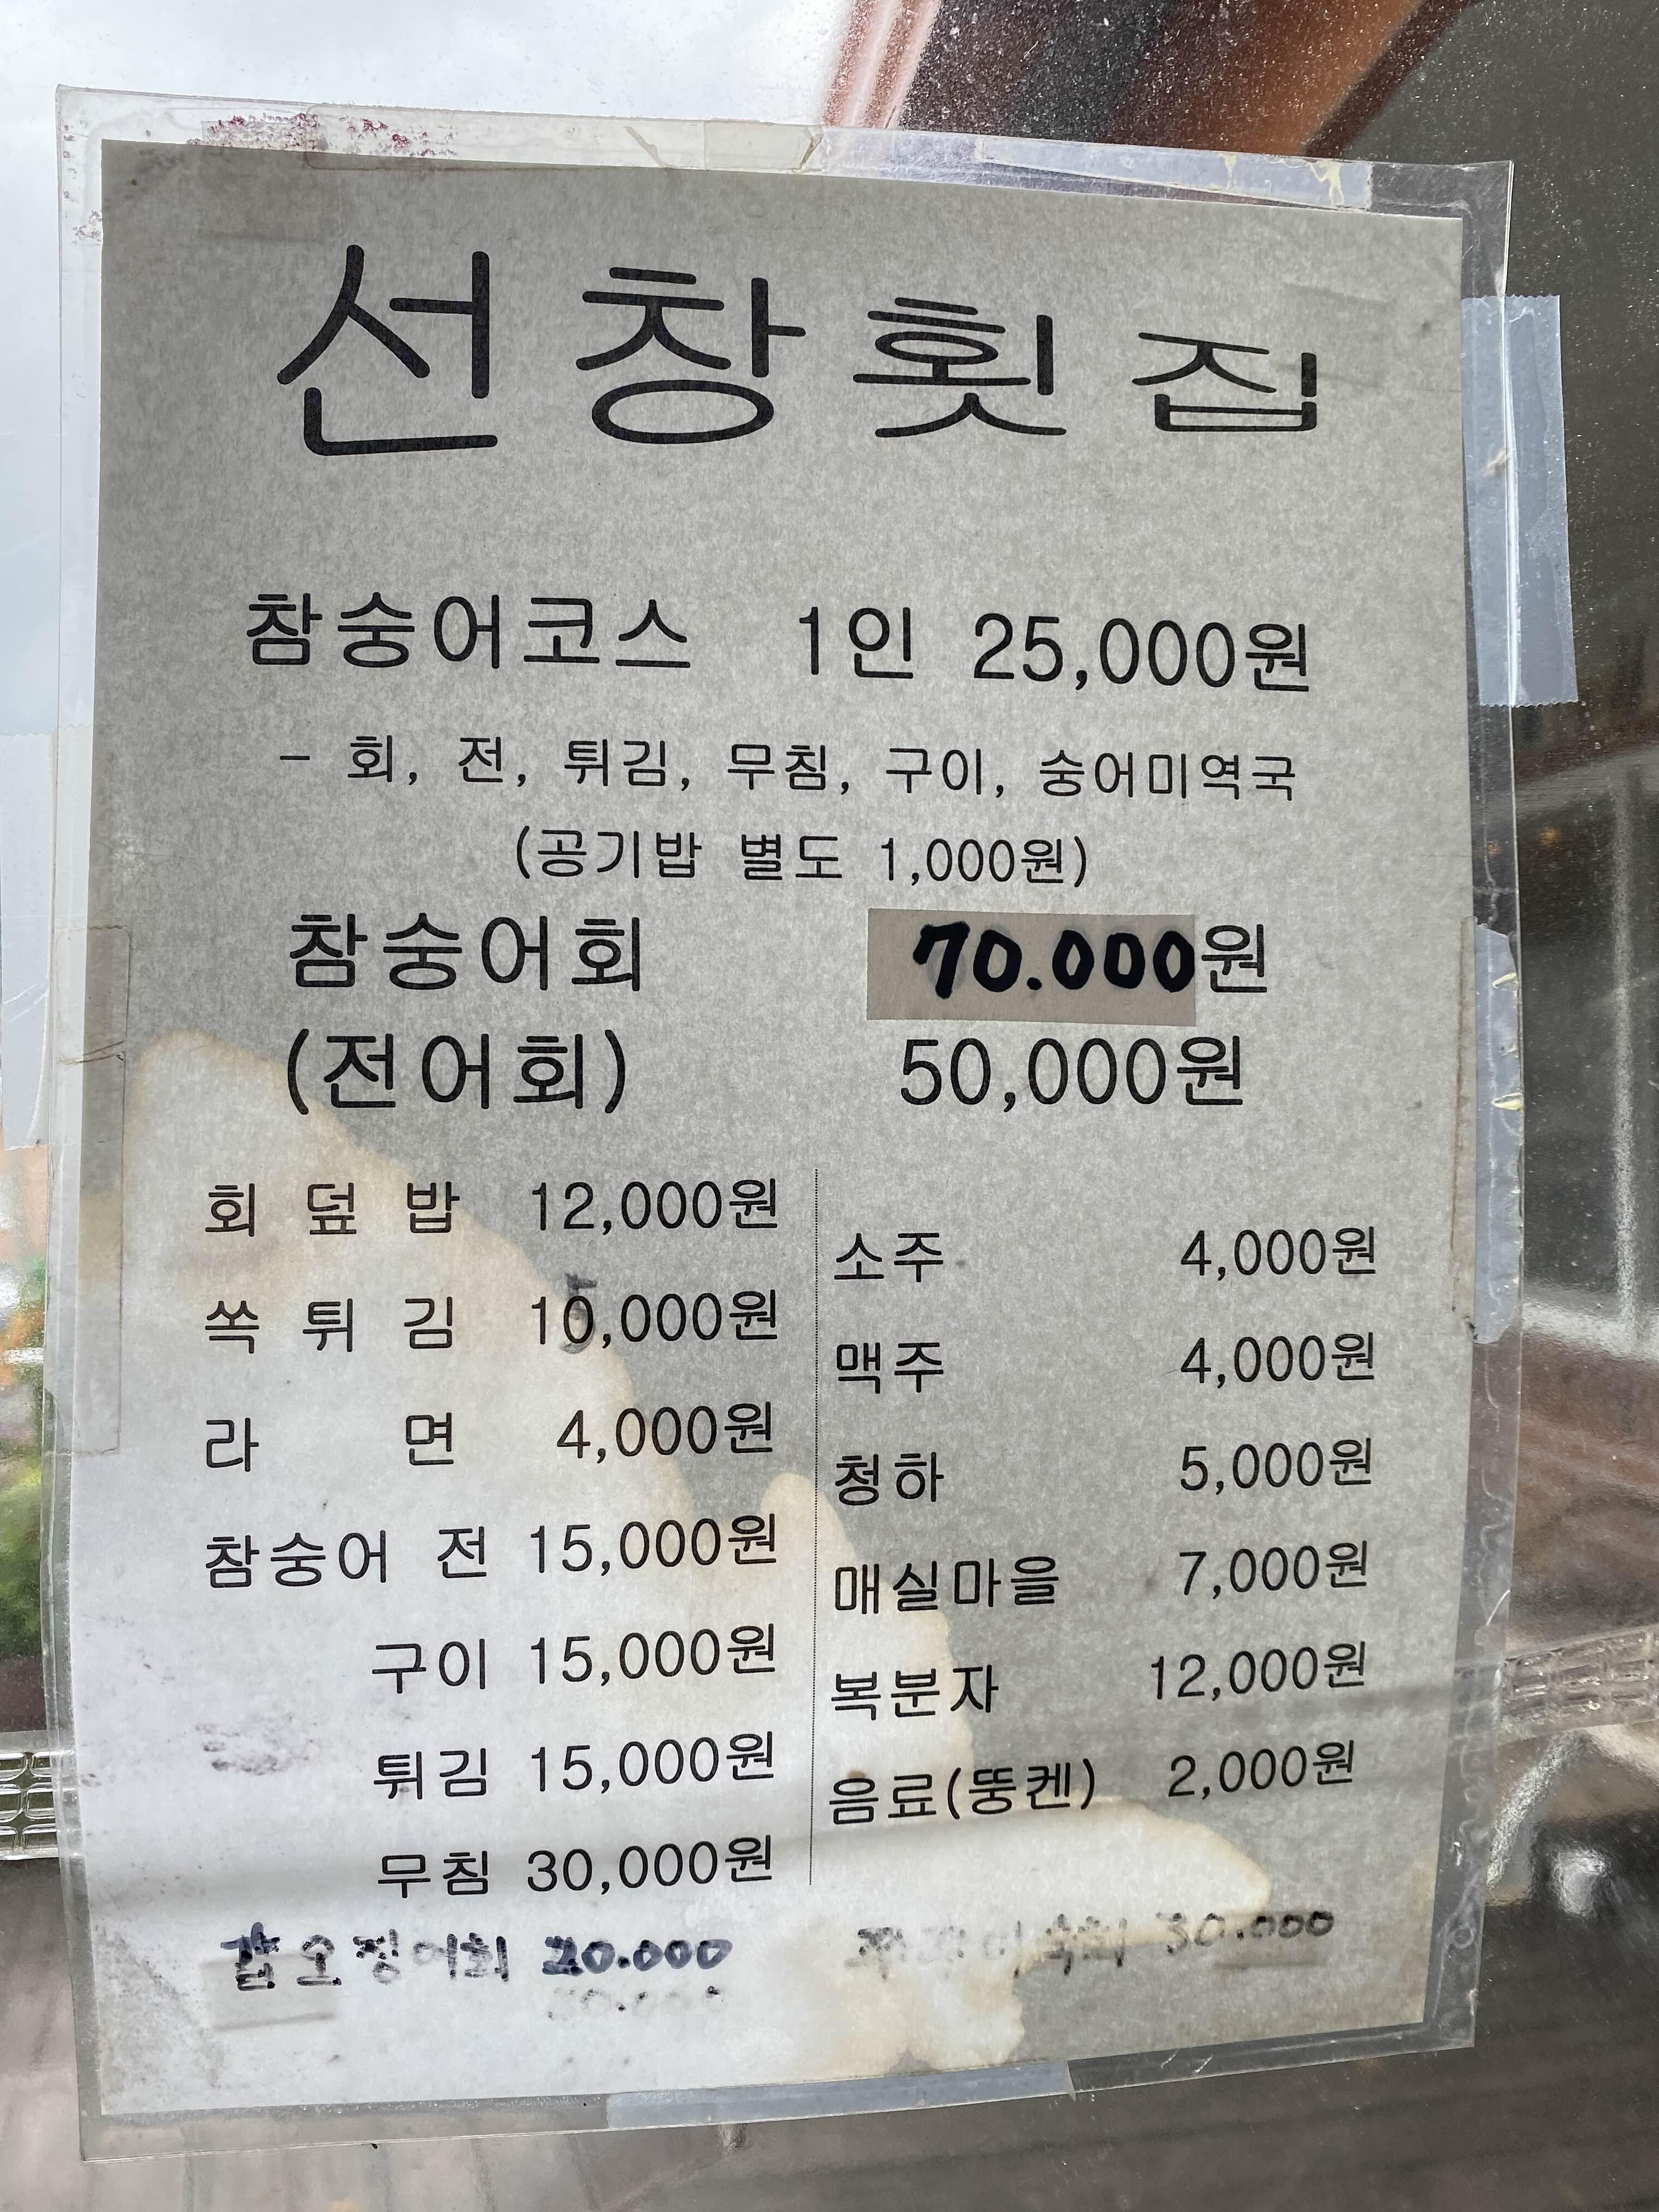 선창횟집
참숭어코스 1인 25,000원
- 회, 전, 튀김, 무침, 구이, 숭어미역국
(공기밥 별도 1,000원)
참숭어회 70.000원
(전어회) 50,000원
회 덮 밥 12,000원
쏙 튀 김 10,000원
라 면 4,000원
참숭어 전 15,000원
구이 15,000원
튀김 15,000원
무침 30,000원
갑오징어회 20.000
소주 4,000원
맥주 4,000원
청하 5,000원
매실마을 7,000원
복분자 12,000원
음료(뚱켄) 2,000원
30.000